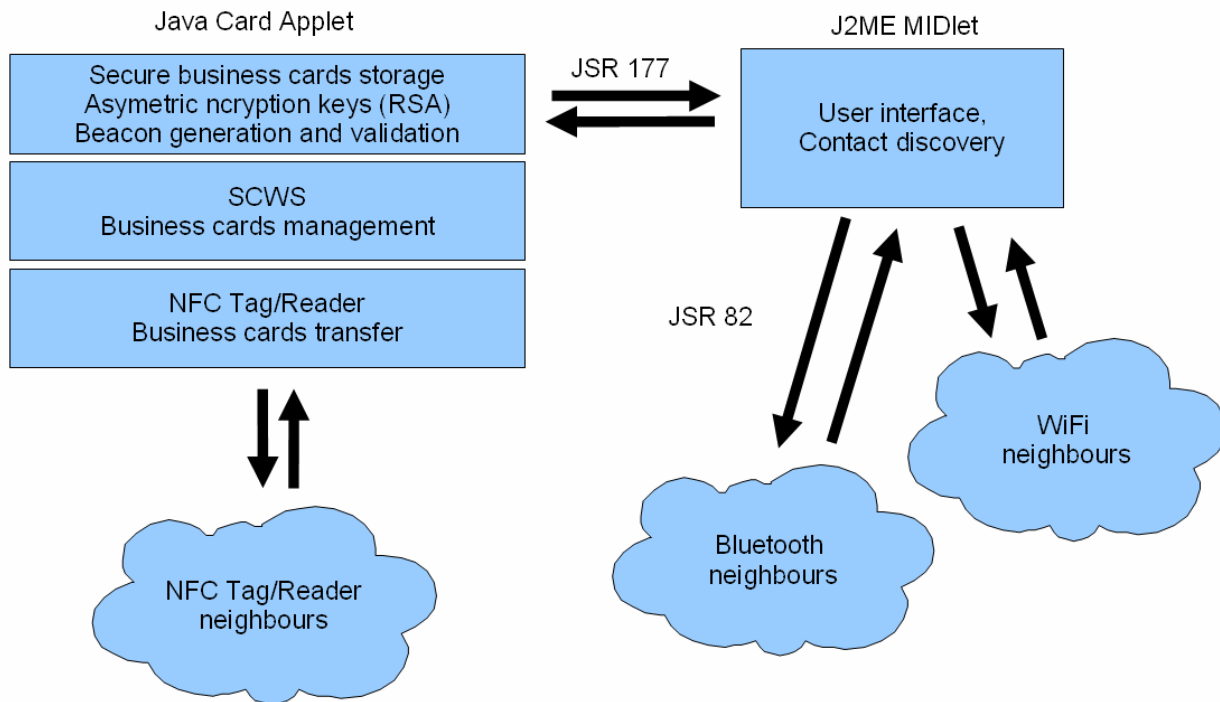 Java Card Applet
Secure business cards storage
Asymetric ncryption keys (RSA)
Beacon generation and validation
SCWS
Business cards management
NFC Tag/Reader
Business cards transfer
NFC Tag/Reader
neighbours
JSR 177
J2ME MIDlet
User interface,
Contact discovery
JSR 82
Bluetooth
neighbours
WiFi
neighbours